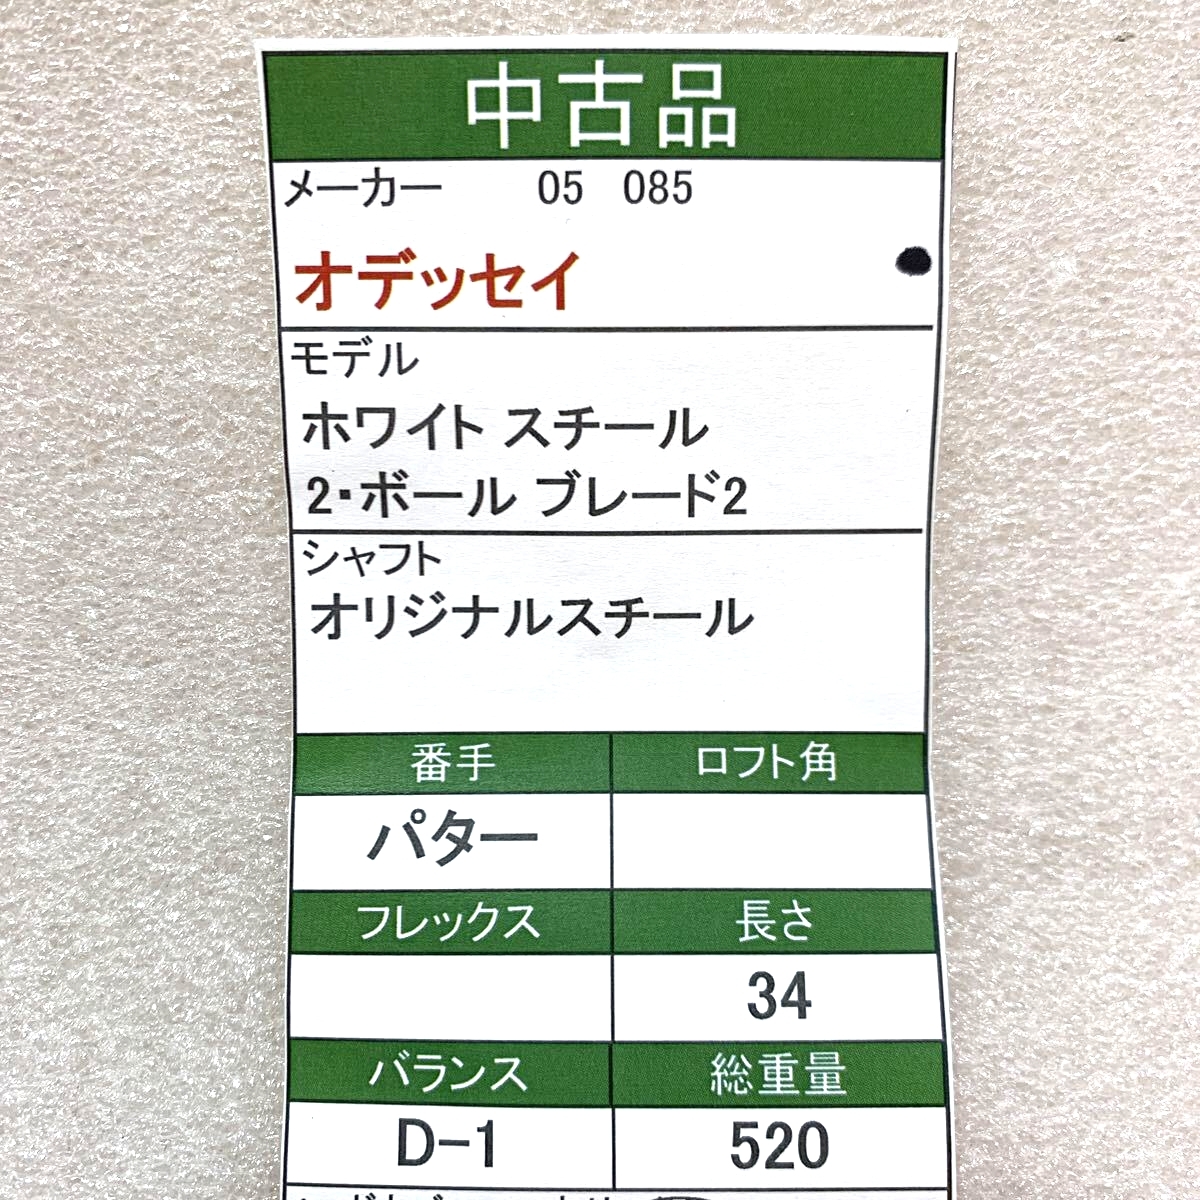 中古品
メーカー 05 085
オデッセイ
モデル
ホワイト スチール
2・ボール ブレード2
シャフト
オリジナルスチール
番手 ロフト角
パター
フレックス 長さ
34
バランス 総重量
D-1 520